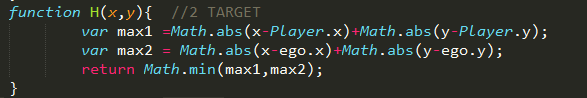 function H(x,y){  //2 TARGET
        var max1 =Math.abs(x-Player.x)+Math.abs(y-Player.y);
        var max2 = Math.abs(x-ego.x)+Math.abs(y-ego.y);
        return Math.min(max1,max2);
}